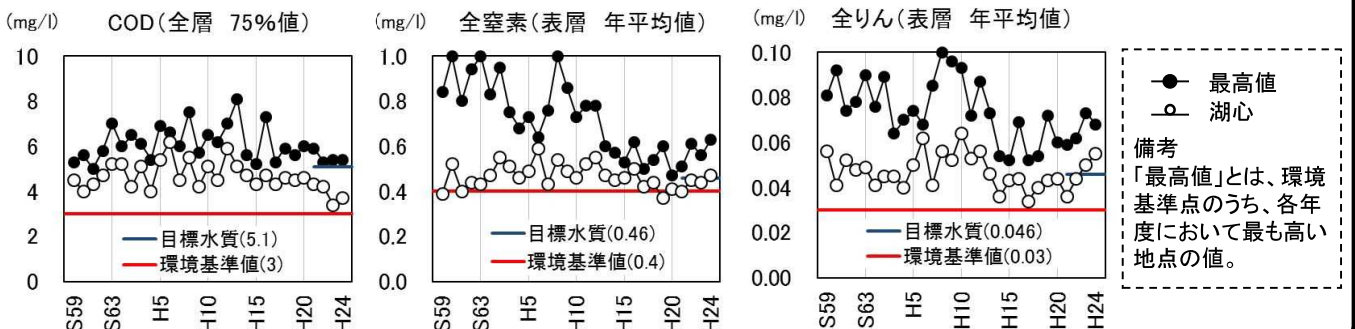 (mg/l) COD(全層 75%値)
10
8
6
4
2
0
目標水質(5.1)
環境基準値(3)
S59 S63 H5 H10 H15 H20 H24
(mg/l) 全窒素(表層 年平均値)
1.0
0.8
0.6
0.4
0.2
0.0
目標水質(0.46)
環境基準値(0.4)
S59 S63 H5 H10 H15 H20 H24
(mg/l) 全りん(表層 年平均値)
0.10
0.08
0.06
0.04
0.02
0.00
目標水質(0.046)
環境基準値(0.03)
S59 S63 H5 H10 H15 H20 H24
最高値
湖心
備考
「最高値」とは、環境
基準点のうち、各年
度において最も高い
地点の値。